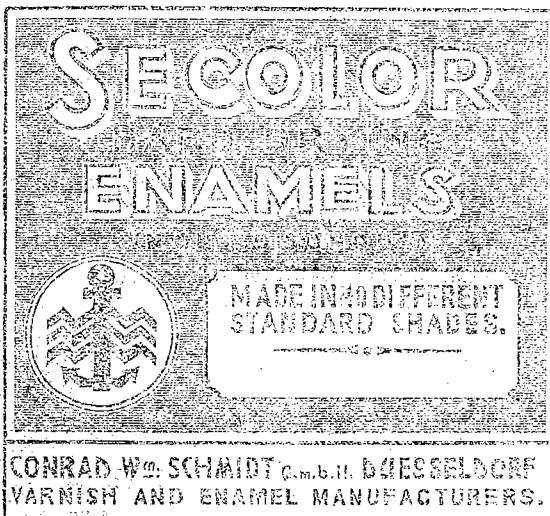 SECOLOR
ENAMELS
MADE IN 40 DIFFERENT
STANDARD SHADES.
CONRAD Wm. SCHMIDT G.m.b.H. DUESSELDORF
VARNISH AND ENAMEL MANUFACTURERS.